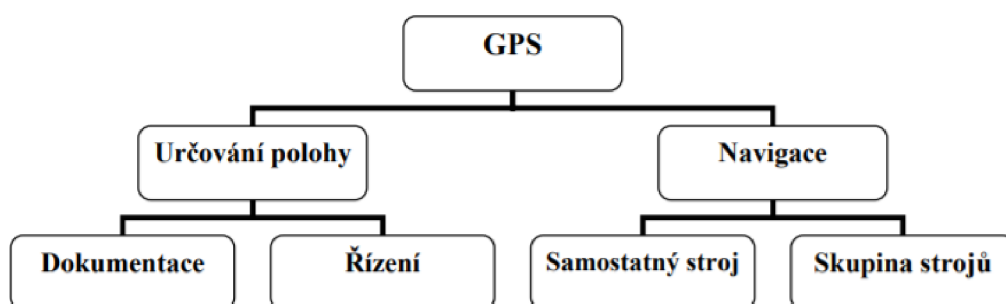 GPS
Určování polohy
Navigace
Dokumentace
Řízení
Samostatný stroj
Skupina strojů